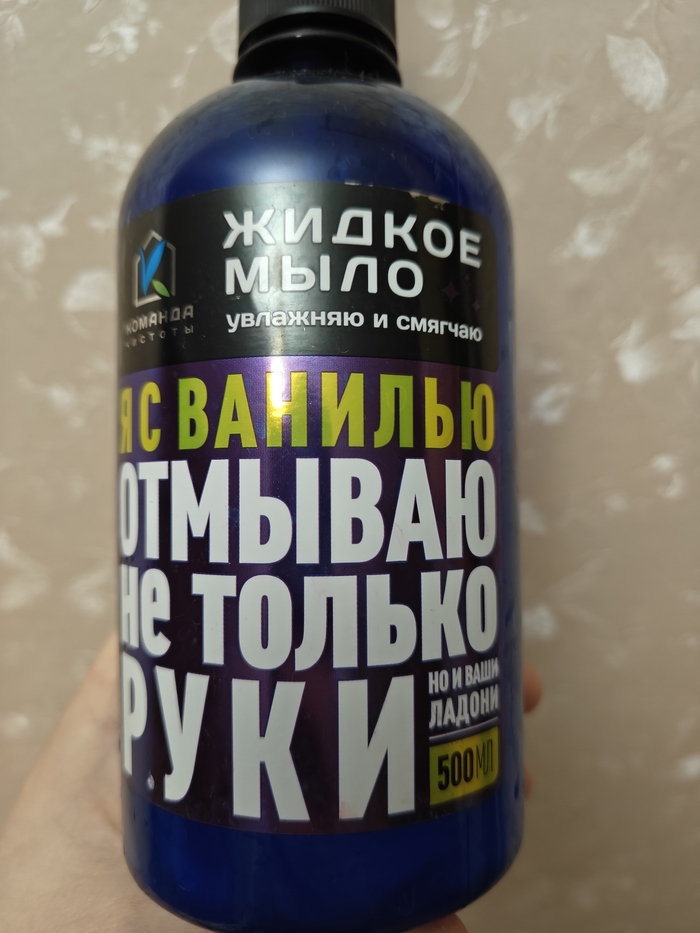 ЖИДКОЕ
МЫЛО
увлажняю и смягчаю
КОМАНДА
чистоты
Я С ВАНИЛЬЮ
ОТМЫВАЮ
не ТОЛЬКО
РУКИ
НО И ВАШИ
ЛАДОНИ
500 МЛ